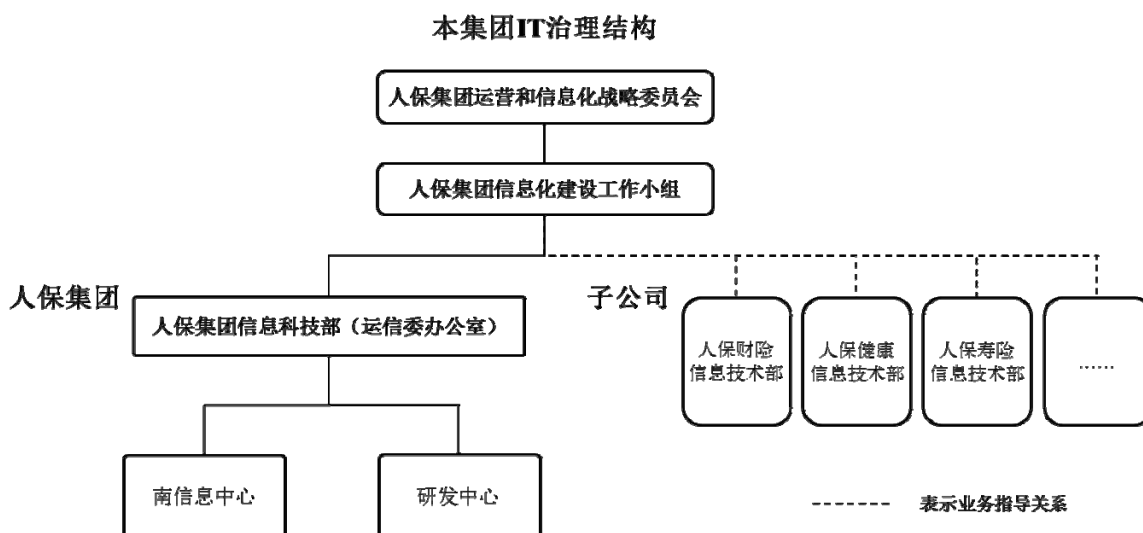 本集团IT治理结构
人保集团运营和信息化战略委员会
人保集团信息化建设工作小组
人保集团
子公司
人保集团信息科技部（运信委办公室）
人保财险
信息技术部
人保健康
信息技术部
人保寿险
信息技术部
……
南信息中心
研发中心
表示业务指导关系